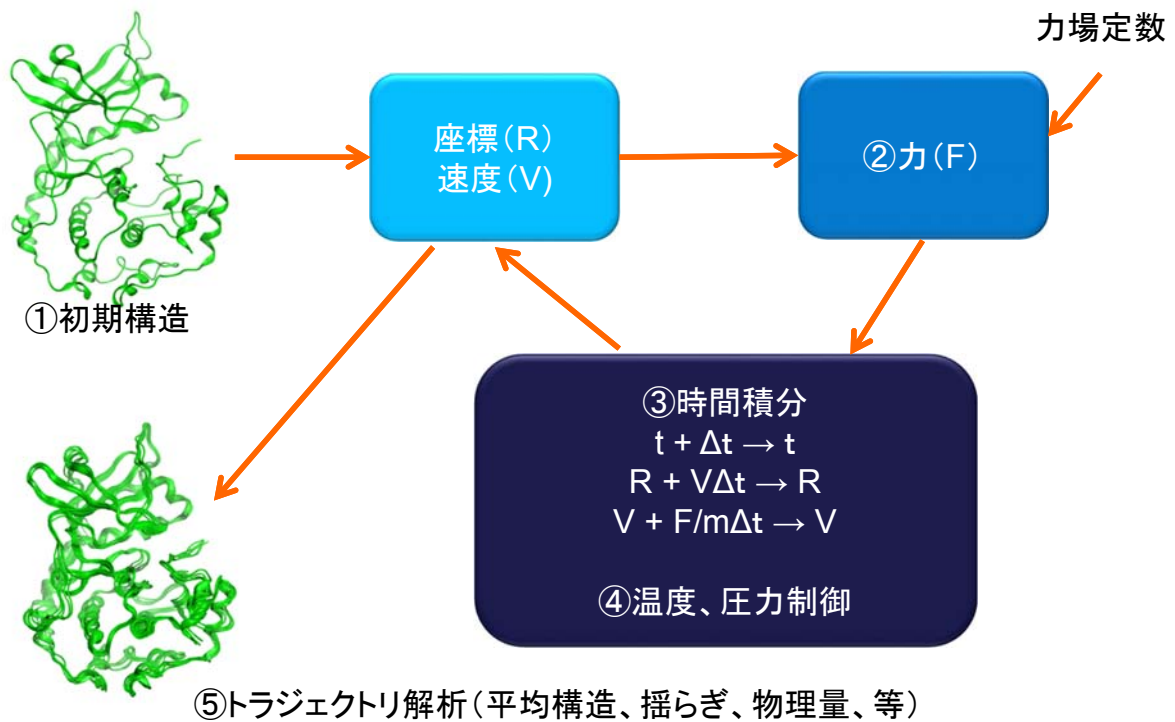 力場定数
座標(R)
速度(V)
②力(F)
①初期構造
③時間積分
t + Δt → t
R + VΔt → R
V + F/mΔt → V
④温度、圧力制御
⑤トラジェクトリ解析(平均構造、揺らぎ、物理量、等)